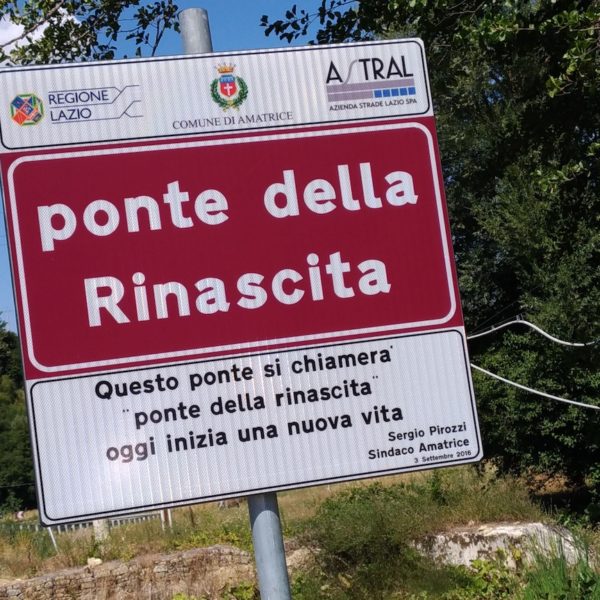 REGIONE
LAZIO
COMUNE DI AMATRICE
ASTRAL
AZIENDA STRADE LAZIO SPA
ponte della
Rinascita
Questo ponte si chiamera'
"ponte della rinascita"
oggi inizia una nuova vita
Sergio Pirozzi
Sindaco Amatrice
3 Settembre 2016